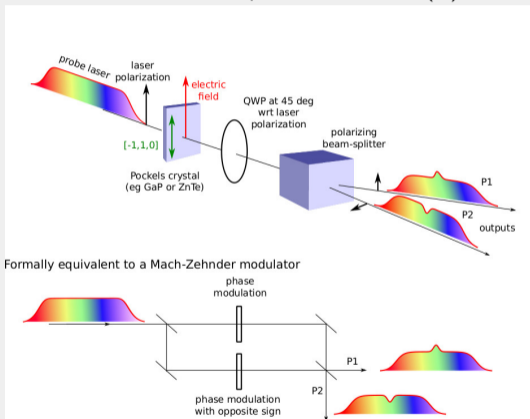 probe laser
laser
polarization
electric
field
[-1,1,0]
QWP at 45 deg
wrt laser
polarization
polarizing
beam-splitter
Pockels crystal
(eg GaP or ZnTe)
P1
P2
outputs
Formally equivalent to a Mach-Zehnder modulator
phase
modulation
P1
P2
phase modulation
with opposite sign